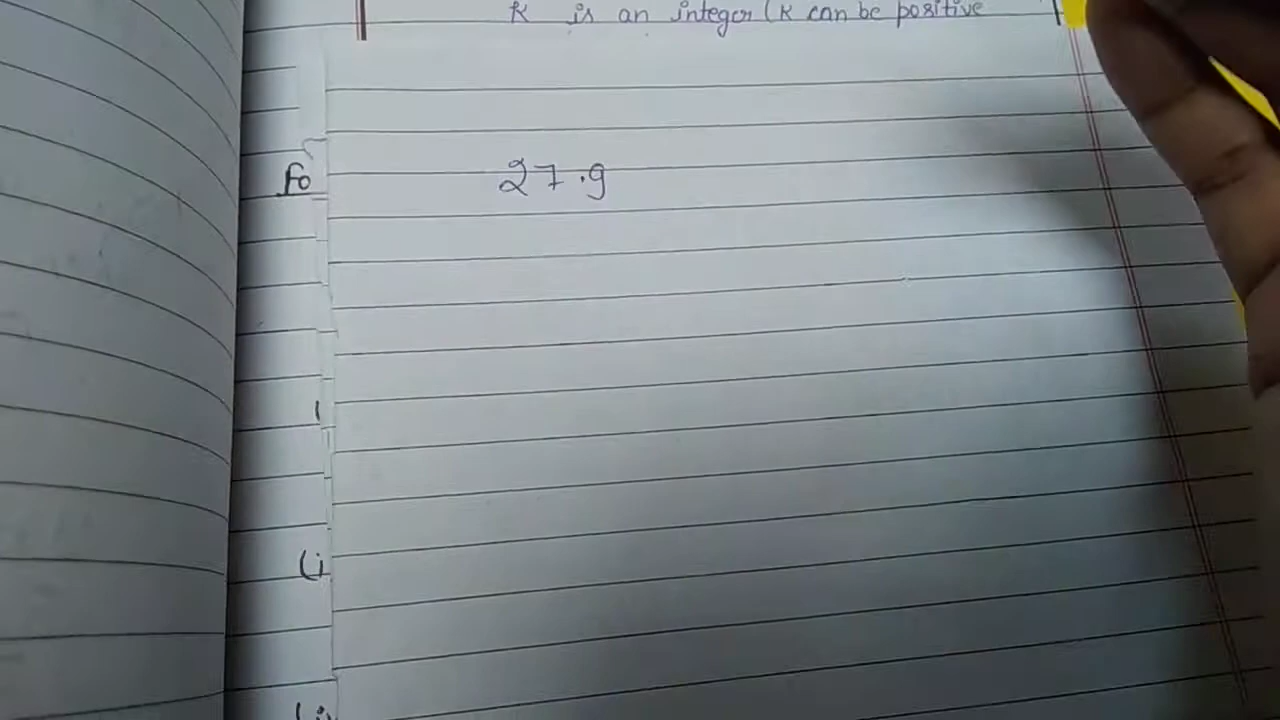 K is an integer (K can be positive
fo
27.9
(i